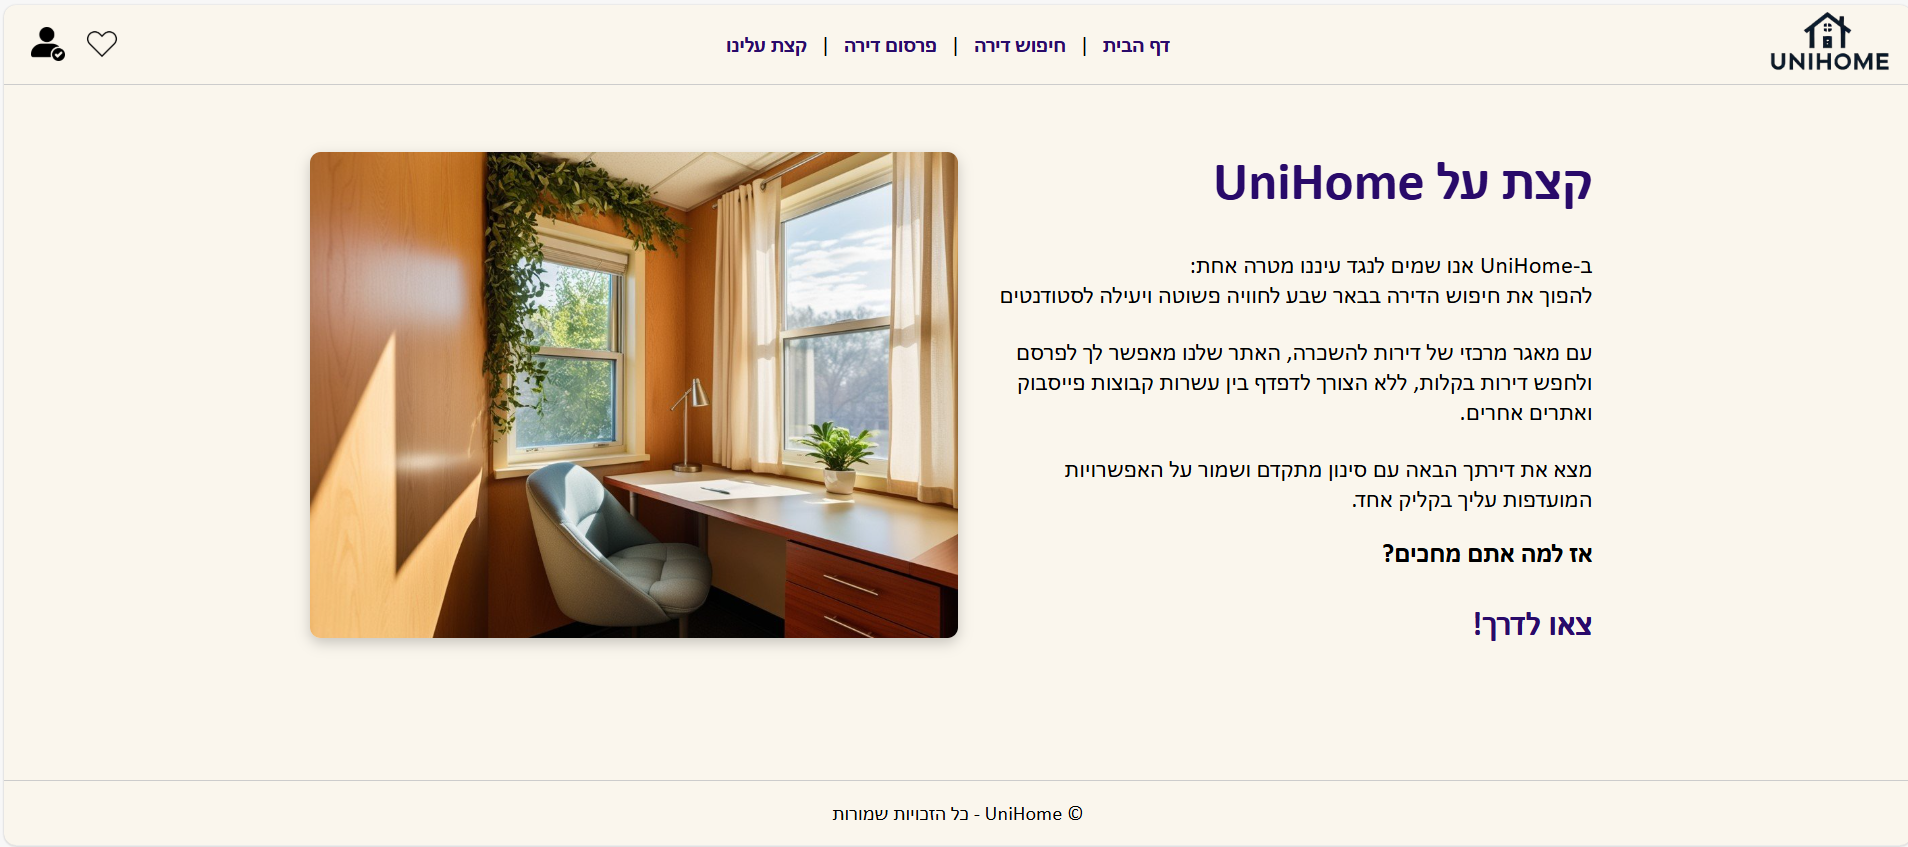 UNIHOME
דף הבית | חיפוש דירה | פרסום דירה | קצת עלינו
קצת על UniHome
ב-UniHome אנו שמים לנגד עיננו מטרה אחת:
להפוך את חיפוש הדירה בבאר שבע לחוויה פשוטה ויעילה לסטודנטים
עם מאגר מרכזי של דירות להשכרה, האתר שלנו מאפשר לך לפרסם
ולחפש דירות בקלות, ללא הצורך לדפדף בין עשרות קבוצות פייסבוק
ואתרים אחרים.
מצא את דירתך הבאה עם סינון מתקדם ושמור על האפשרויות
המועדפות עליך בקליק אחד.
אז למה אתם מחכים?
צאו לדרך!
© UniHome - כל הזכויות שמורות